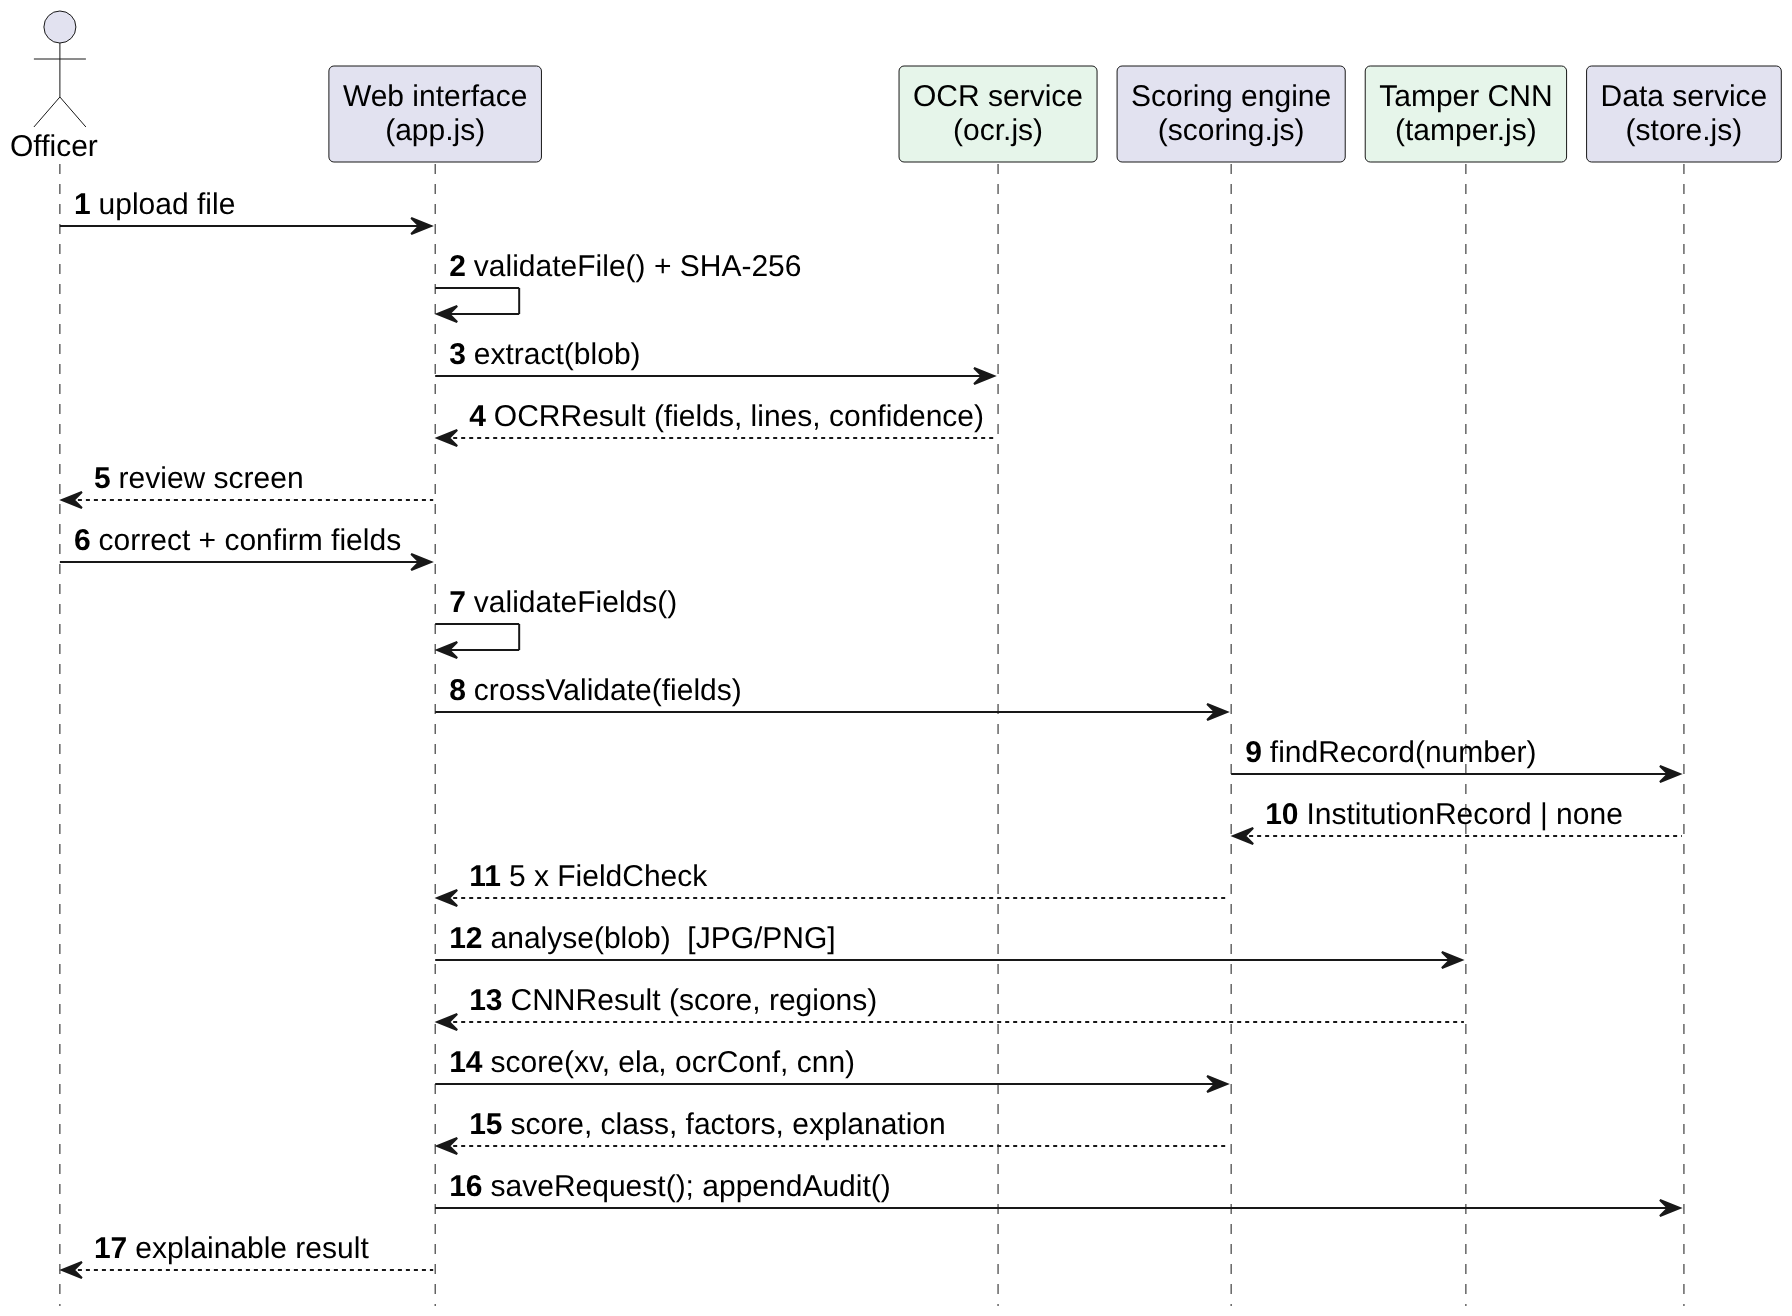 Officer
Web interface
(app.js)
OCR service
(ocr.js)
Scoring engine
(scoring.js)
Tamper CNN
(tamper.js)
Data service
(store.js)
1 upload file
2 validateFile() + SHA-256
3 extract(blob)
4 OCRResult (fields, lines, confidence)
5 review screen
6 correct + confirm fields
7 validateFields()
8 crossValidate(fields)
9 findRecord(number)
10 InstitutionRecord | none
11 5 x FieldCheck
12 analyse(blob)  [JPG/PNG]
13 CNNResult (score, regions)
14 score(xv, ela, ocrConf, cnn)
15 score, class, factors, explanation
16 saveRequest(); appendAudit()
17 explainable result